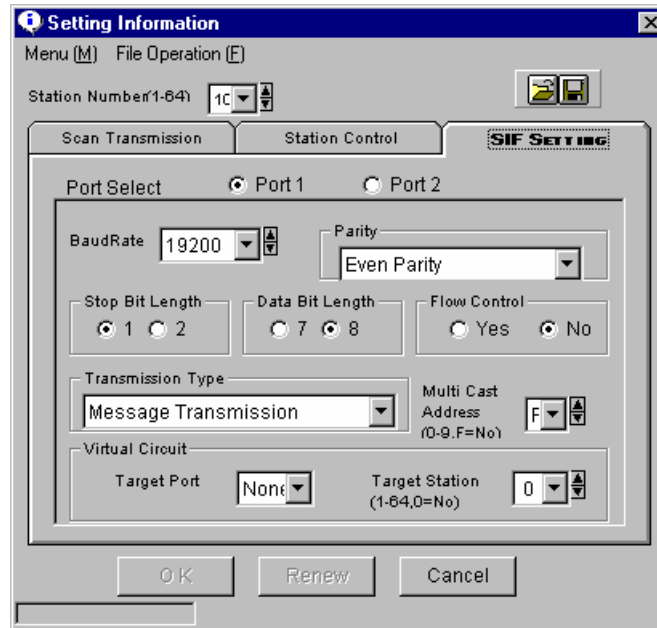 Setting Information
Menu (M) File Operation (F)
Station Number(1-64) 10
Scan Transmission Station Control SIF SETTING
Port Select Port 1 Port 2
BaudRate 19200
Parity
Even Parity
Stop Bit Length Data Bit Length Flow Control
1 2 7 8 Yes No
Transmission Type
Message Transmission
Multi Cast
Address
(0-9,F=No)
F
Virtual Circuit
Target Port None
Target Station
(1-64,0=No)
0
OK Renew Cancel